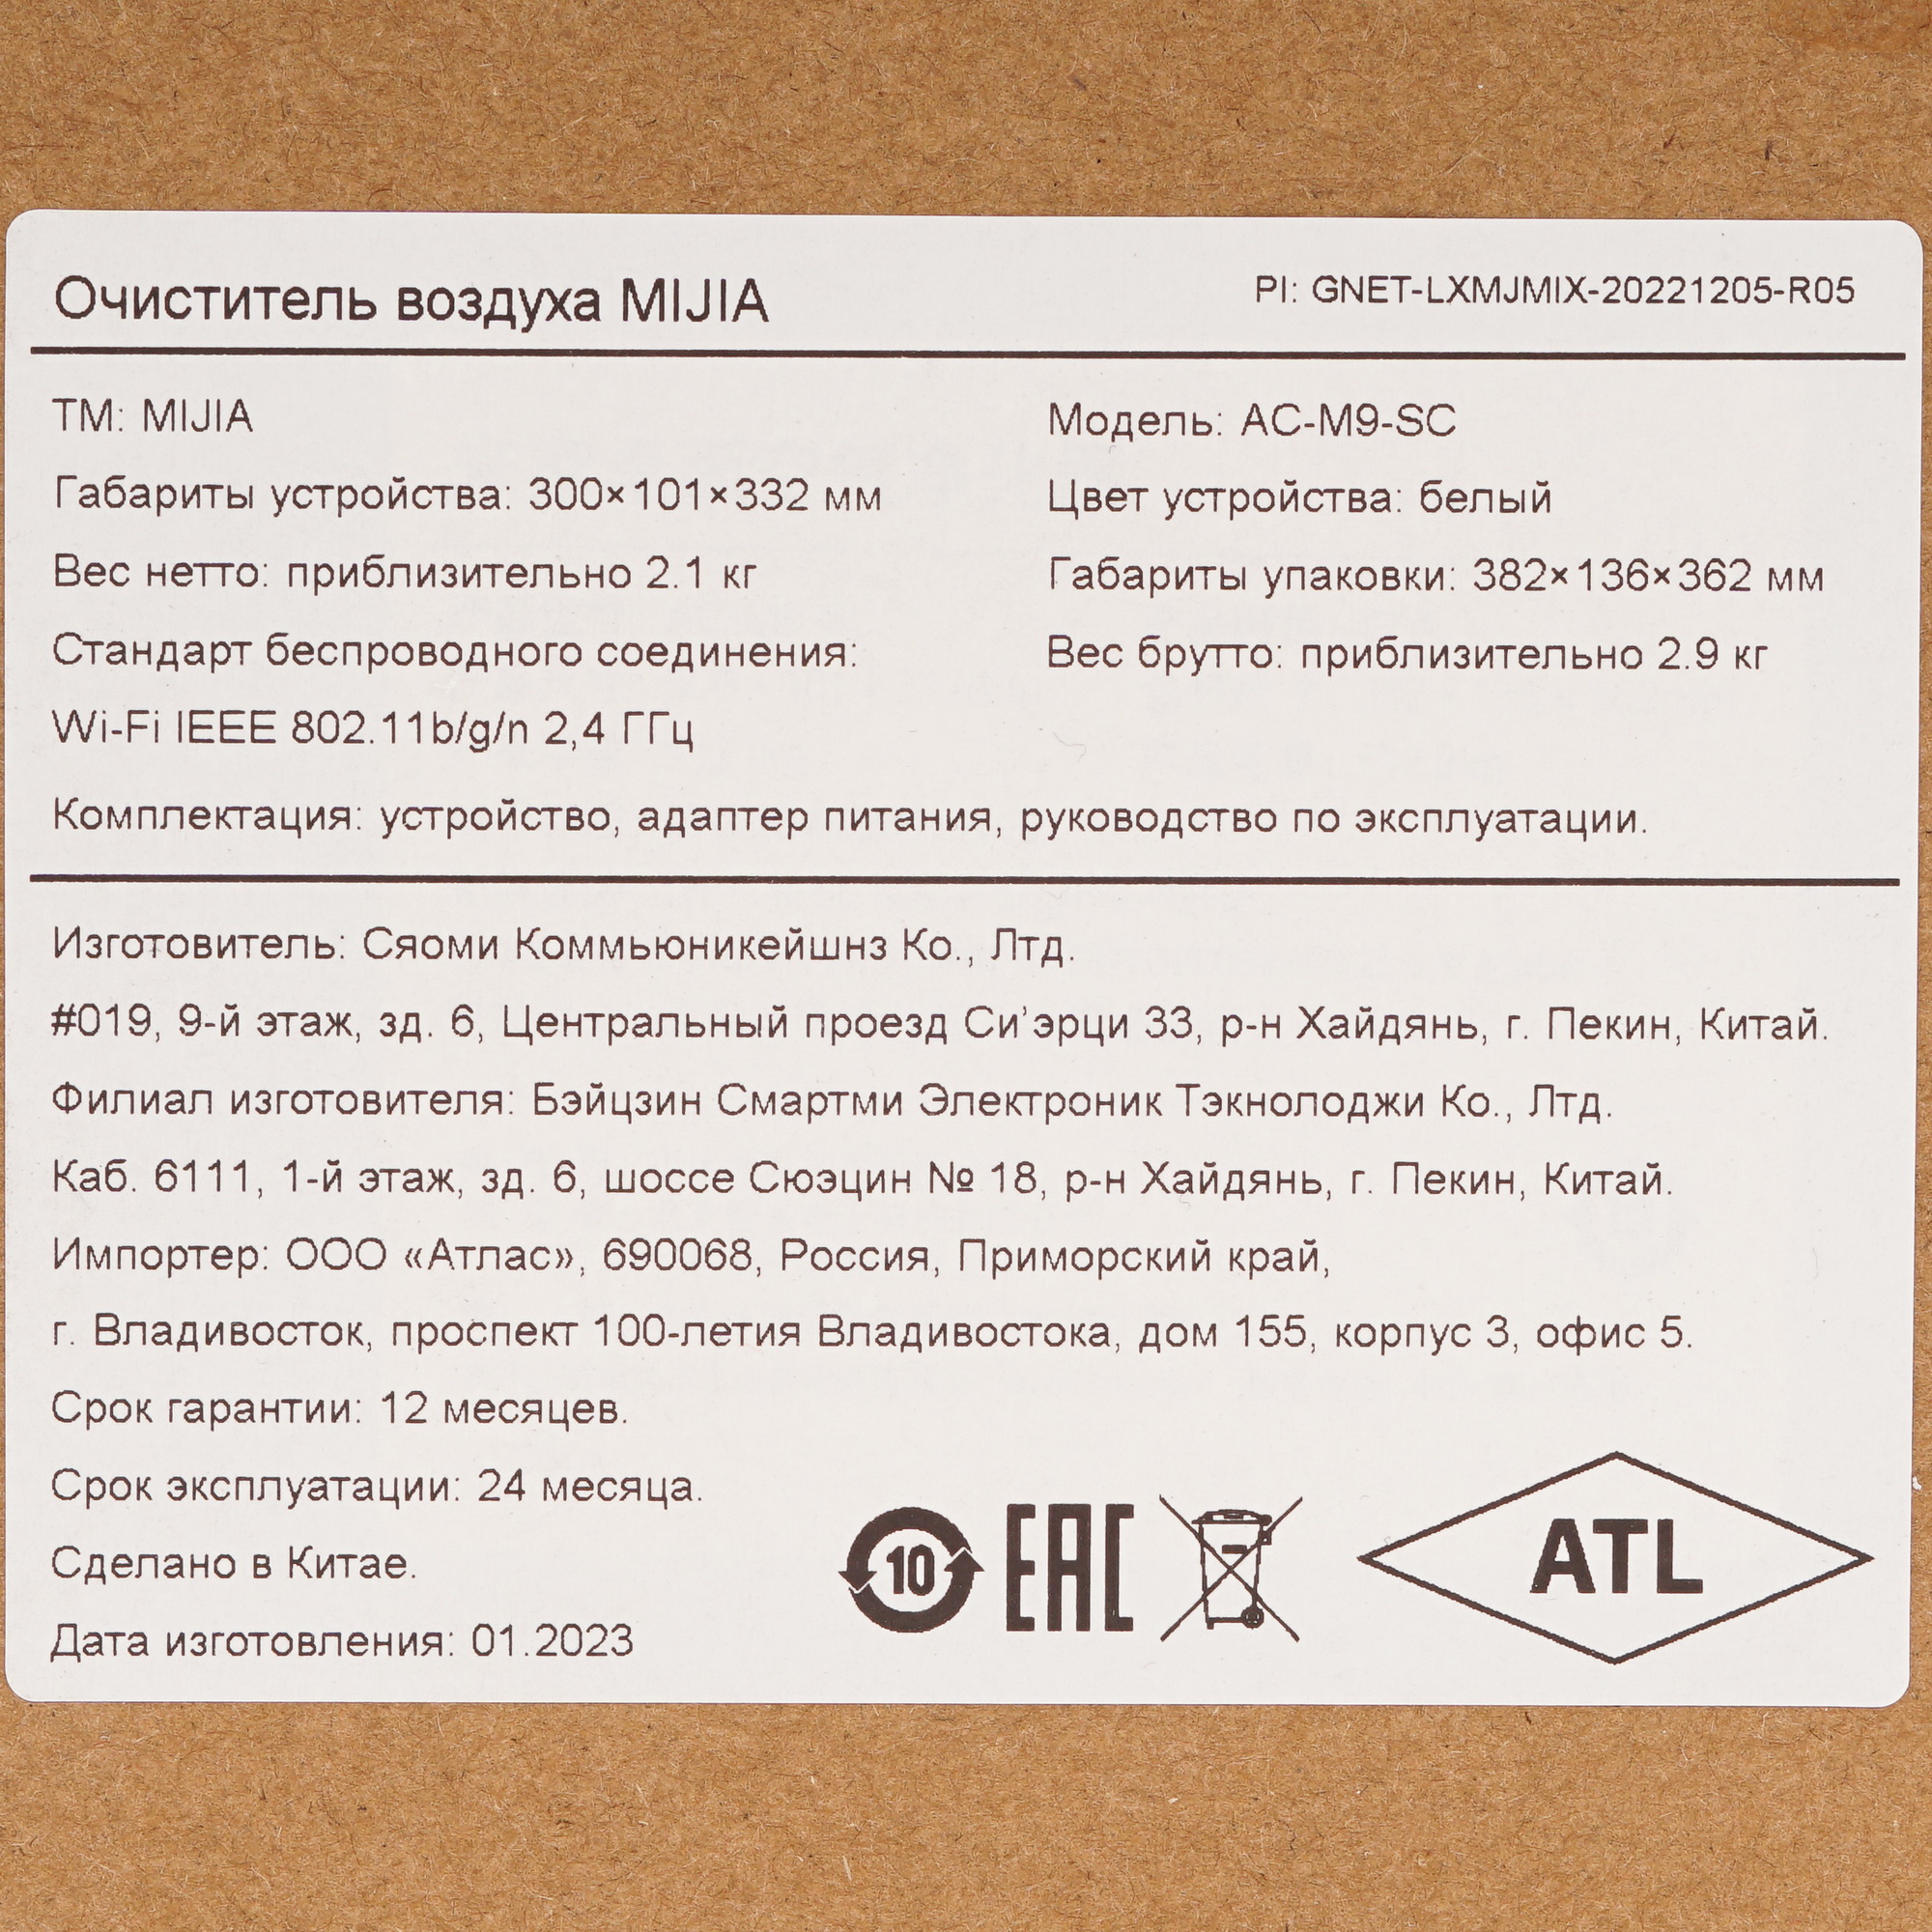 Очиститель воздуха MIJIA
PI: GNET-LXMJMIX-20221205-R05
ТМ: MIJIA
Модель: AC-M9-SC
Габариты устройства: 300×101×332 мм
Цвет устройства: белый
Вес нетто: приблизительно 2.1 кг
Габариты упаковки: 382×136×362 мм
Стандарт беспроводного соединения:
Вес брутто: приблизительно 2.9 кг
Wi-Fi IEEE 802.11b/g/n 2,4 ГГц
Комплектация: устройство, адаптер питания, руководство по эксплуатации.
Изготовитель: Сяоми Коммьюникейшнз Ко., Лтд.
#019, 9-й этаж, зд. 6, Центральный проезд Си’эрци 33, р-н Хайдянь, г. Пекин, Китай.
Филиал изготовителя: Бэйцзин Смартми Электроник Тэкнолоджи Ко., Лтд.
Каб. 6111, 1-й этаж, зд. 6, шоссе Сюэцин № 18, р-н Хайдянь, г. Пекин, Китай.
Импортер: ООО «Атлас», 690068, Россия, Приморский край,
г. Владивосток, проспект 100-летия Владивостока, дом 155, корпус 3, офис 5.
Срок гарантии: 12 месяцев.
Срок эксплуатации: 24 месяца.
Сделано в Китае.
Дата изготовления: 01.2023
10
EAC
ATL